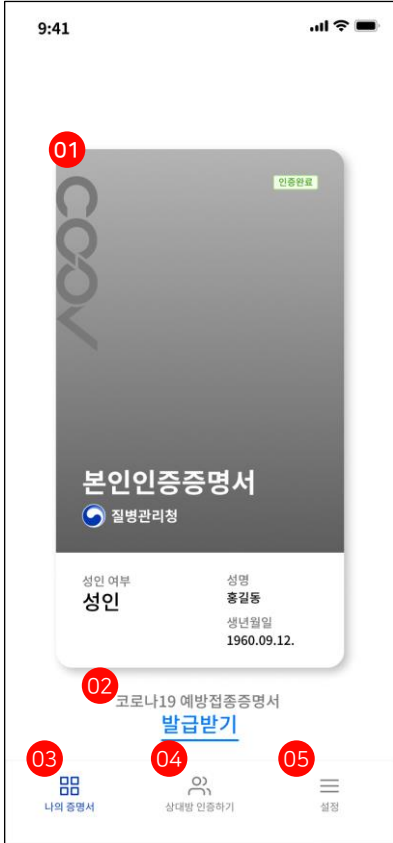 9:41
01
인증완료
COOV
본인인증증명서
질병관리청
성인 여부
성인
성명
홍길동
생년월일
1960.09.12.
02
코로나19 예방접종증명서
발급받기
03
나의 증명서
04
상대방 인증하기
05
설정